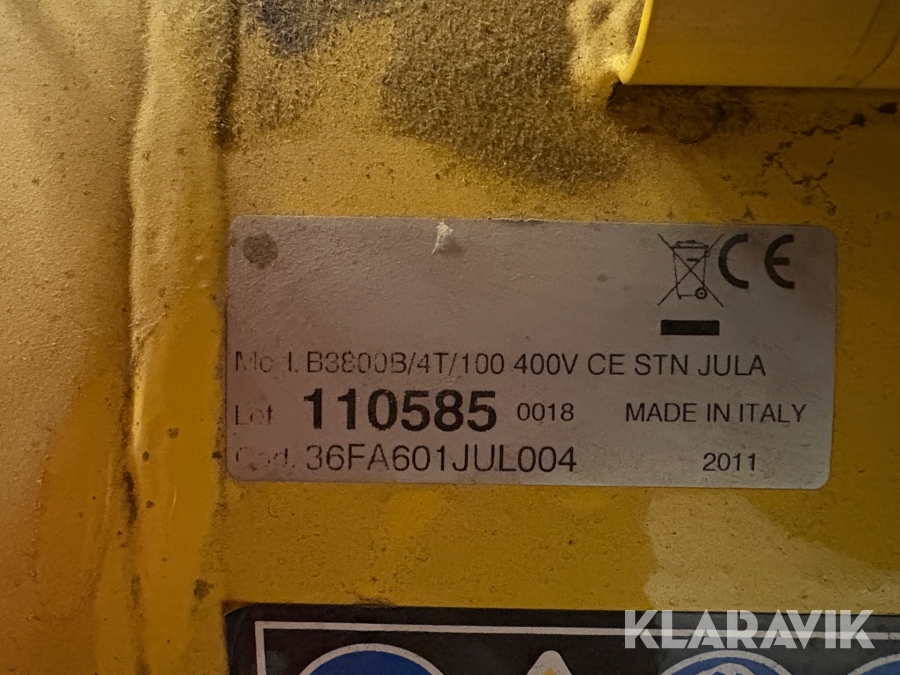 CE
Mod. B3800B/4T/100 400V CE STN JULA
Lot 110585 0018 MADE IN ITALY
Cod. 36FA601JUL004 2011
KLARAVIK